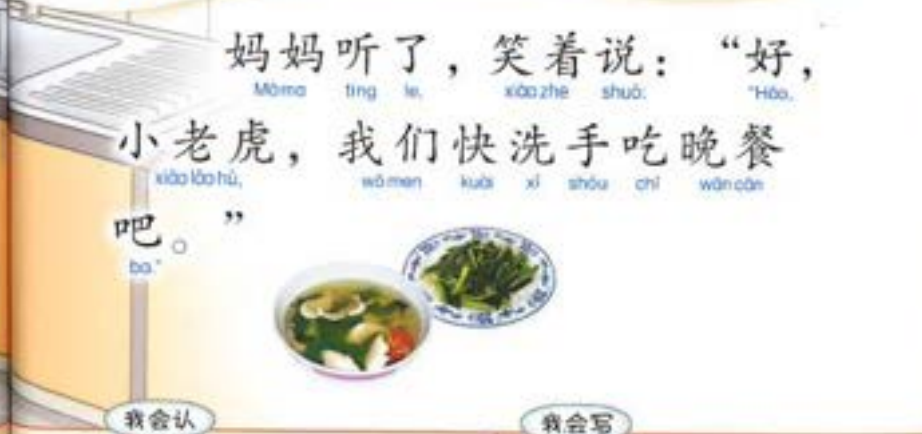 妈妈听了，笑着说：“好，
Māma tīng le, xiào zhe shuō: "Hǎo,
小老虎，我们快洗手吃晚餐
xiǎo lǎo hǔ, wǒ men kuài xǐ shǒu chī wǎn cān
吧。”
ba."
我会认 我会写